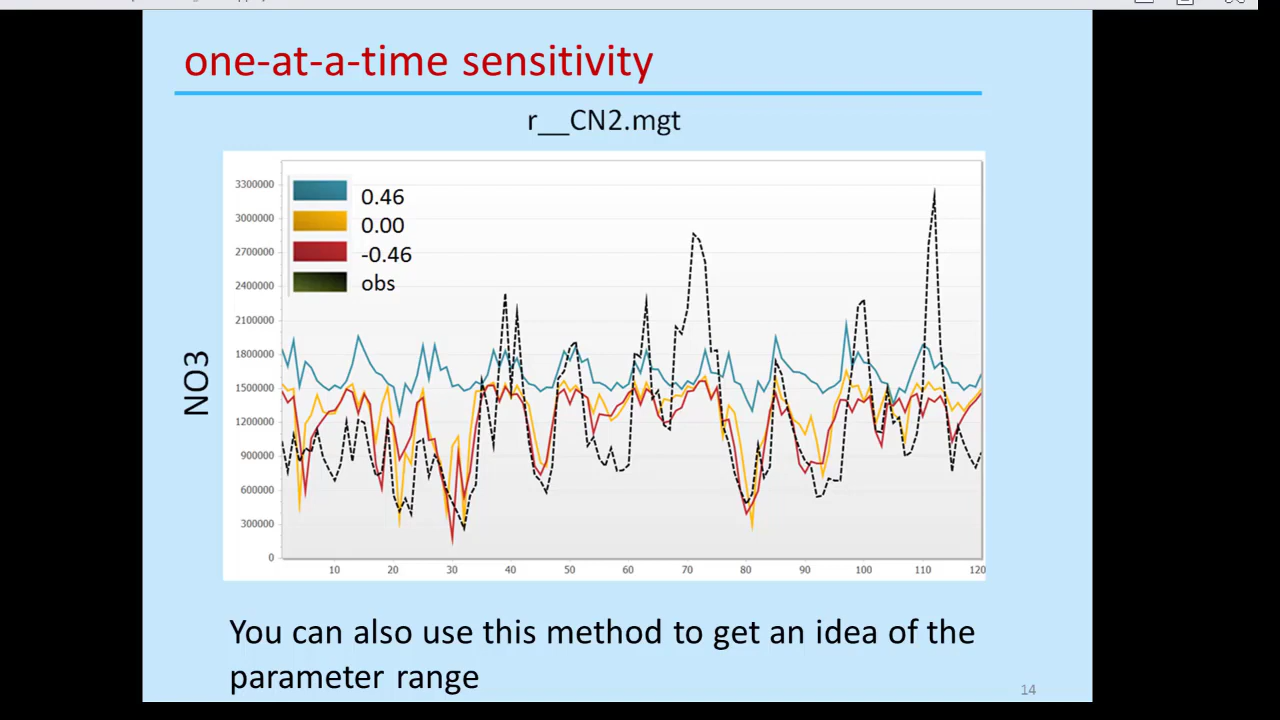 one-at-a-time sensitivity
r__CN2.mgt
3300000
3000000
2700000
2400000
2100000
1800000
1500000
1200000
900000
600000
300000
0
0.46
0.00
-0.46
obs
NO3
10 20 30 40 50 60 70 80 90 100 110 120
You can also use this method to get an idea of the
parameter range
14